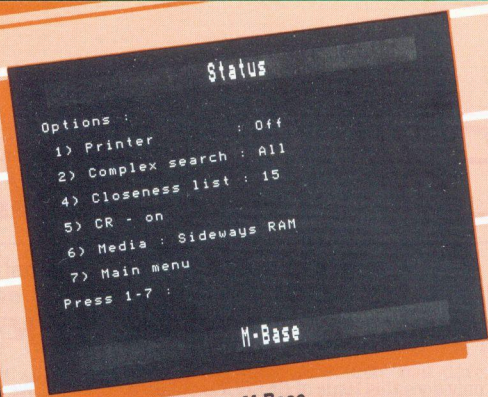 Status
Options :
1) Printer : Off
2) Complex search : All
4) Closeness list : 15
5) CR - on
6) Media : Sideways RAM
7) Main menu
Press 1-7 :
M-Base